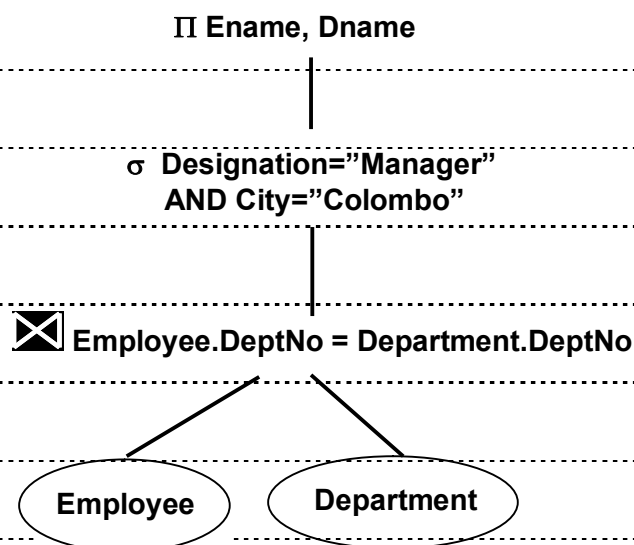 Π Ename, Dname
σ Designation=”Manager”
AND City=”Colombo”
⋈ Employee.DeptNo = Department.DeptNo
Employee
Department